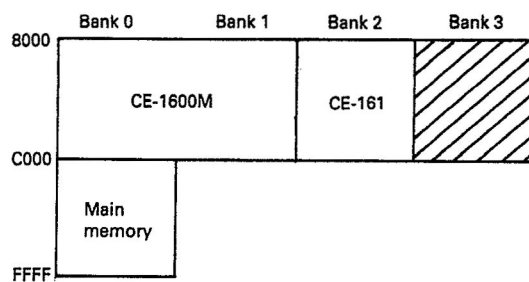 Bank 0 Bank 1 Bank 2 Bank 3
8000
CE-1600M CE-161
C000
Main
memory
FFFF